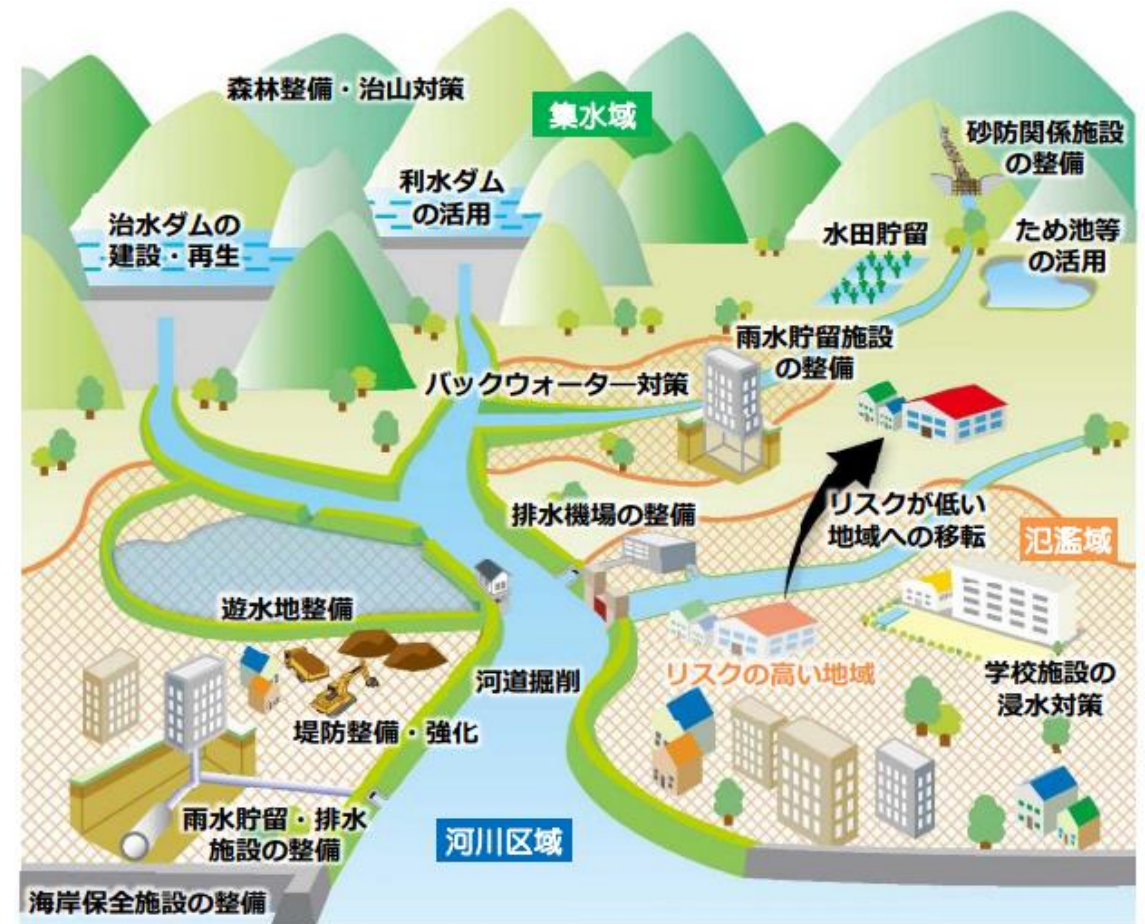 森林整備・治山対策
集水域
砂防関係施設
の整備
利水ダム
の活用
治水ダムの
建設・再生
水田貯留
ため池等
の活用
雨水貯留施設
の整備
バックウォーター対策
排水機場の整備
リスクが低い
地域への移転
氾濫域
遊水地整備
河道掘削
リスクの高い地域
学校施設の
浸水対策
堤防整備・強化
雨水貯留・排水
施設の整備
河川区域
海岸保全施設の整備